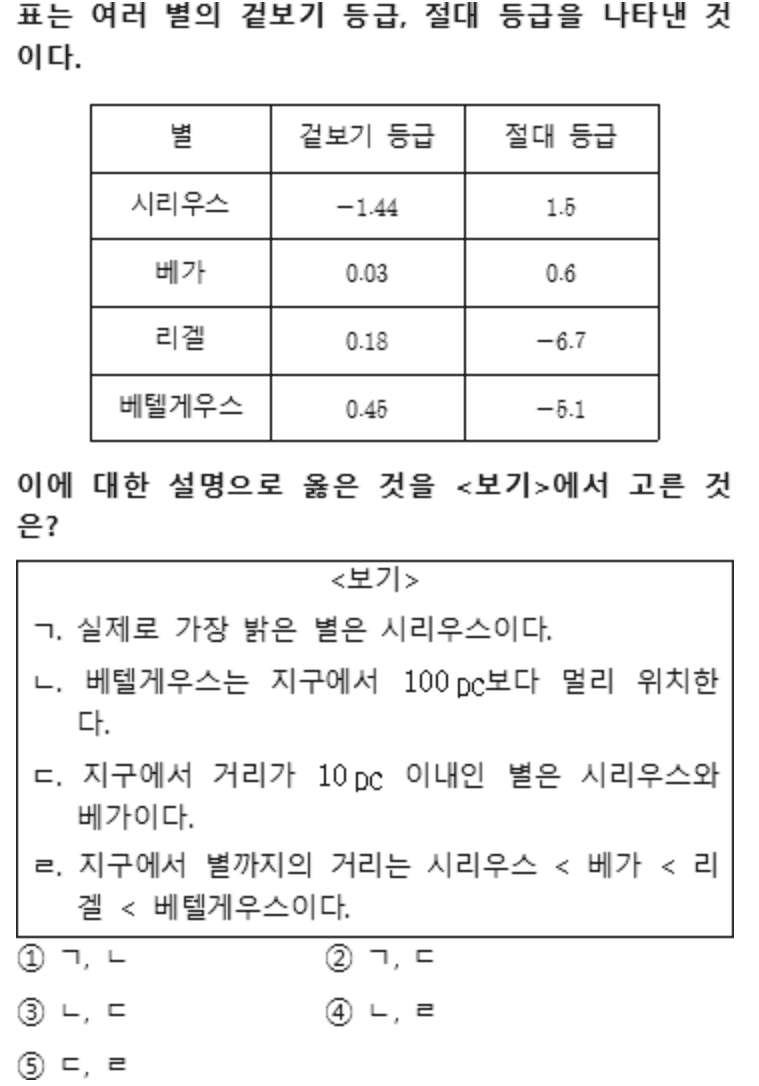 표는 여러 별의 겉보기 등급, 절대 등급을 나타낸 것
이다.
별 겉보기 등급 절대 등급
시리우스 −1.44 1.5
베가 0.03 0.6
리겔 0.18 −6.7
베텔게우스 0.45 −5.1
이에 대한 설명으로 옳은 것을 <보기>에서 고른 것
은?
<보기>
ㄱ. 실제로 가장 밝은 별은 시리우스이다.
ㄴ. 베텔게우스는 지구에서 100pc보다 멀리 위치한
다.
ㄷ. 지구에서 거리가 10pc 이내인 별은 시리우스와
베가이다.
ㄹ. 지구에서 별까지의 거리는 시리우스 < 베가 < 리
겔 < 베텔게우스이다.
① ㄱ, ㄴ ② ㄱ, ㄷ
③ ㄴ, ㄷ ④ ㄴ, ㄹ
⑤ ㄷ, ㄹ